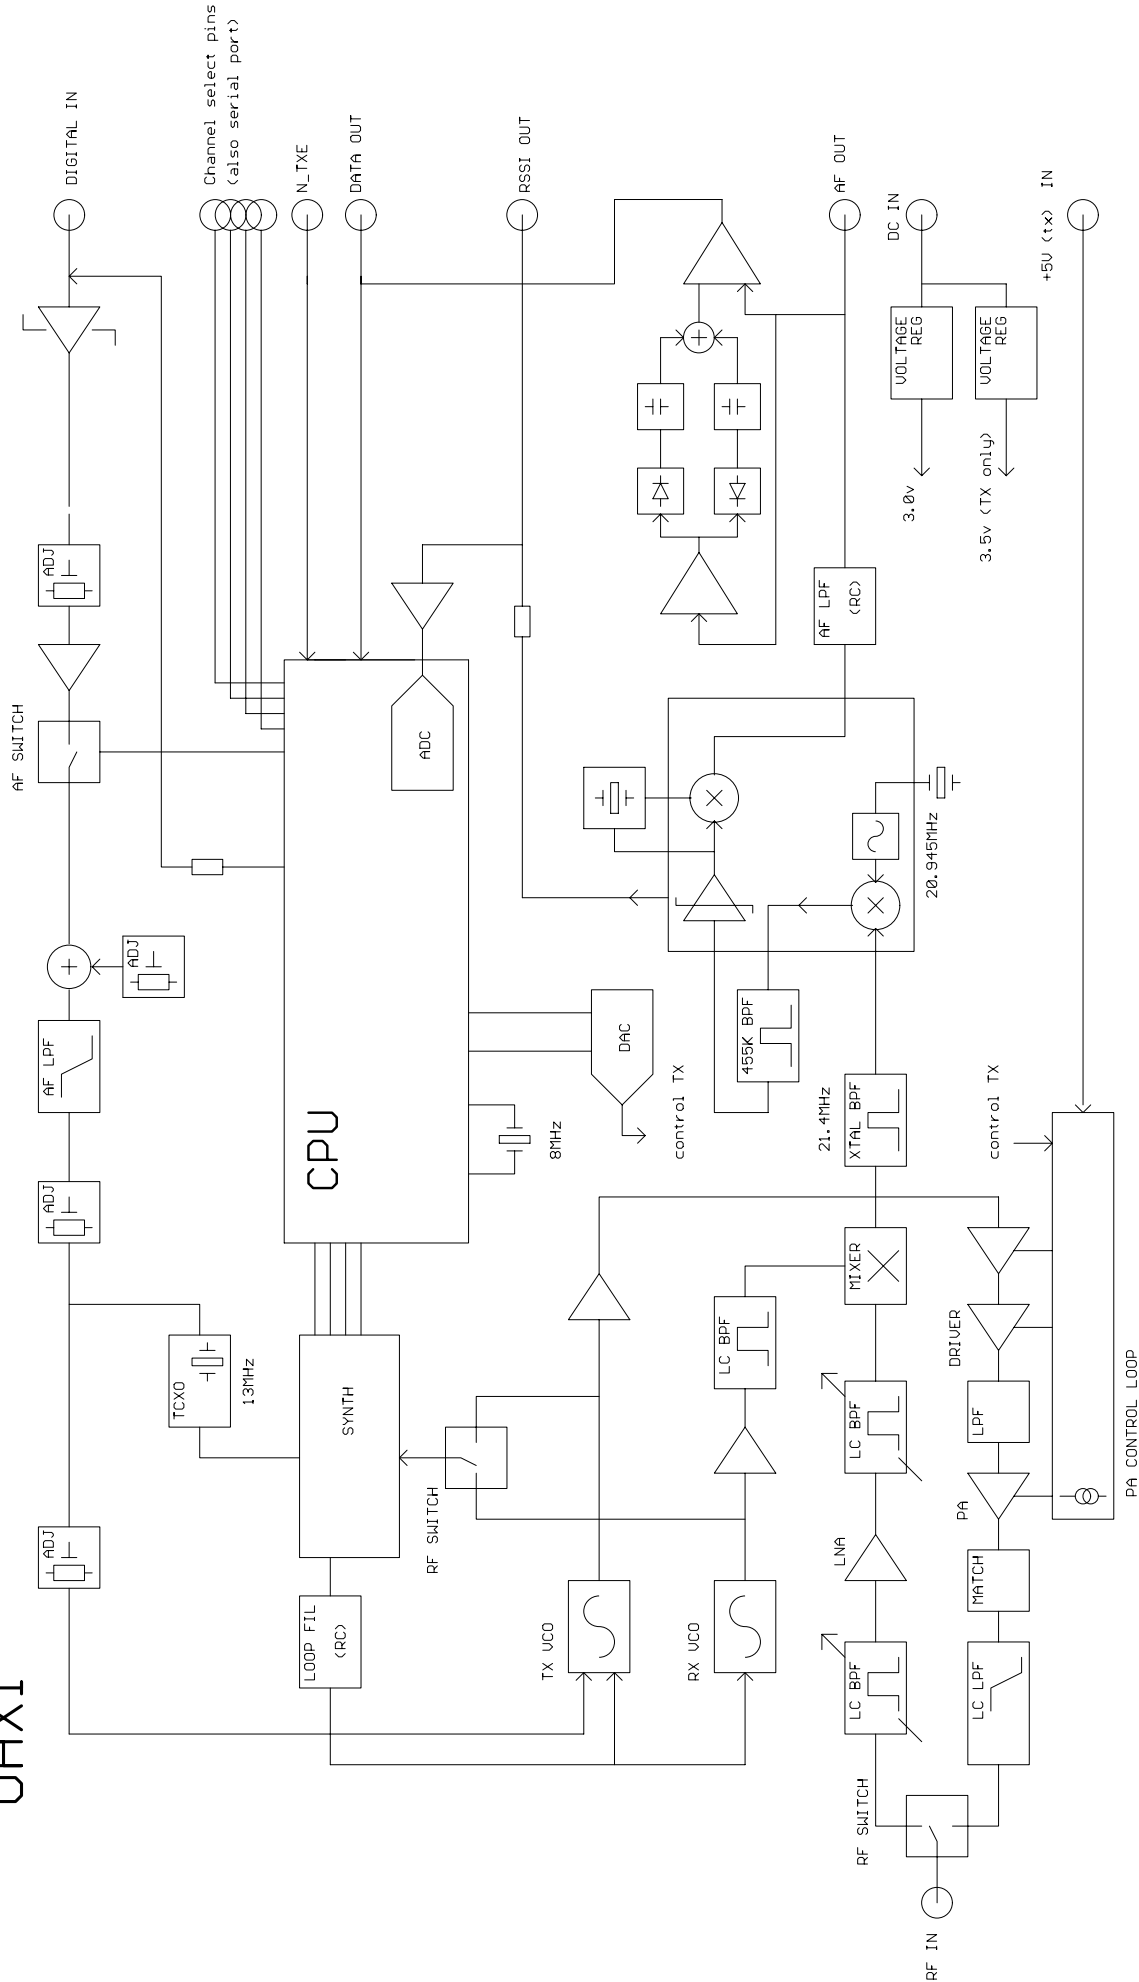 UHX1
AF SWITCH
ADJ
ADJ
AF LPF
ADJ
DIGITAL IN
ADJ
TCXO
13MHz
Channel select pins
(also serial port)
LOOP FIL
(RC)
SYNTH
CPU
N_TXE
DATA OUT
ADC
RF SWITCH
8MHz
RSSI OUT
TX VCO
DAC
control TX
RX VCO
LC BPF
455K BPF
21.4MHz
AF LPF
(RC)
AF OUT
LNA
LC BPF
LC BPF
MIXER
XTAL BPF
RF SWITCH
20.945MHz
DC IN
VOLTAGE
REG
3.0v
RF IN
DRIVER
PA
LC LPF
MATCH
LPF
control TX
VOLTAGE
REG
3.5v (TX only)
+5V (tx) IN
PA CONTROL LOOP